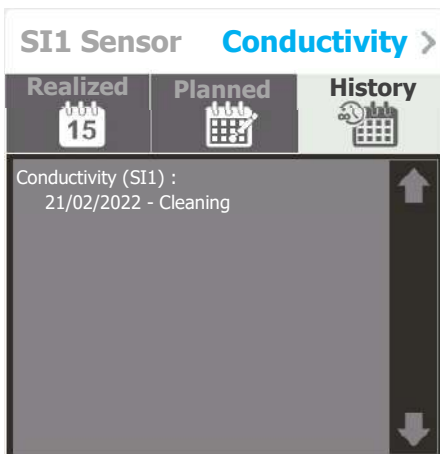 SI1 Sensor Conductivity >
Realized Planned History
15
Conductivity (SI1) :
21/02/2022 - Cleaning